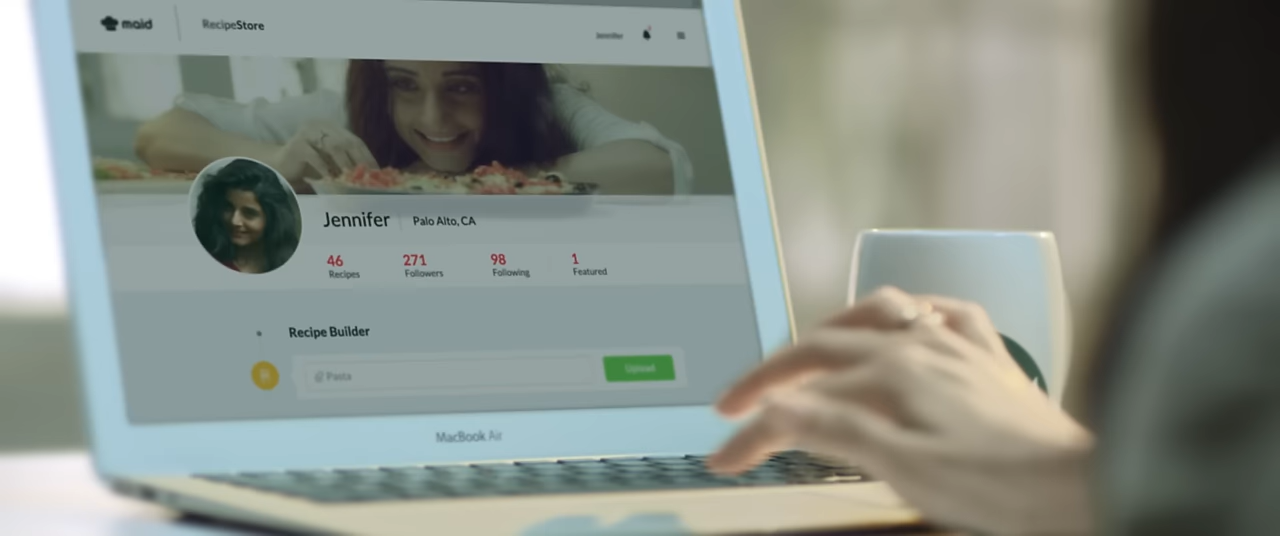 maid RecipeStore Jennifer
Jennifer Palo Alto, CA
46 271 98 1
Recipes Followers Following Featured
Recipe Builder
@ Pasta Upload
MacBook Air